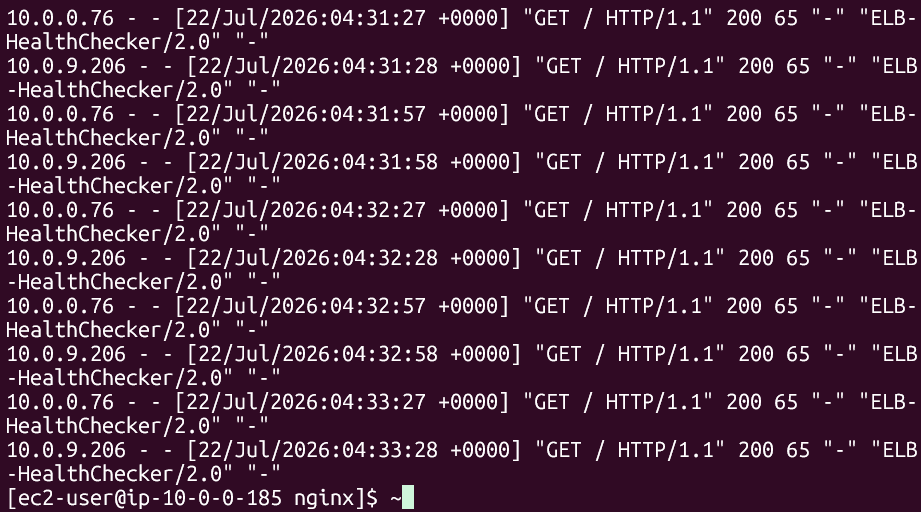 10.0.0.76 - - [22/Jul/2026:04:31:27 +0000] "GET / HTTP/1.1" 200 65 "-" "ELB-
HealthChecker/2.0" "-"
10.0.9.206 - - [22/Jul/2026:04:31:28 +0000] "GET / HTTP/1.1" 200 65 "-" "ELB
-HealthChecker/2.0" "-"
10.0.0.76 - - [22/Jul/2026:04:31:57 +0000] "GET / HTTP/1.1" 200 65 "-" "ELB-
HealthChecker/2.0" "-"
10.0.9.206 - - [22/Jul/2026:04:31:58 +0000] "GET / HTTP/1.1" 200 65 "-" "ELB
-HealthChecker/2.0" "-"
10.0.0.76 - - [22/Jul/2026:04:32:27 +0000] "GET / HTTP/1.1" 200 65 "-" "ELB-
HealthChecker/2.0" "-"
10.0.9.206 - - [22/Jul/2026:04:32:28 +0000] "GET / HTTP/1.1" 200 65 "-" "ELB
-HealthChecker/2.0" "-"
10.0.0.76 - - [22/Jul/2026:04:32:57 +0000] "GET / HTTP/1.1" 200 65 "-" "ELB-
HealthChecker/2.0" "-"
10.0.9.206 - - [22/Jul/2026:04:32:58 +0000] "GET / HTTP/1.1" 200 65 "-" "ELB
-HealthChecker/2.0" "-"
10.0.0.76 - - [22/Jul/2026:04:33:27 +0000] "GET / HTTP/1.1" 200 65 "-" "ELB-
HealthChecker/2.0" "-"
10.0.9.206 - - [22/Jul/2026:04:33:28 +0000] "GET / HTTP/1.1" 200 65 "-" "ELB
-HealthChecker/2.0" "-"
[ec2-user@ip-10-0-0-185 nginx]$ ~